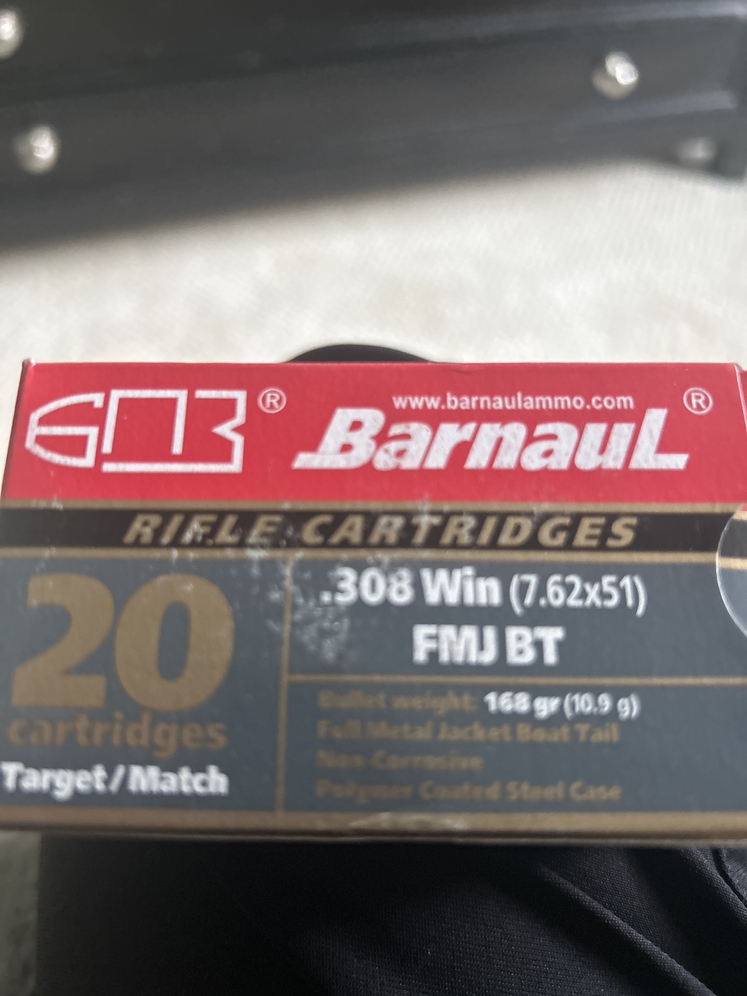 БПЗ ®
www.barnaulammo.com ®
BarnauL
RIFLE CARTRIDGES
20
cartridges
Target/Match
.308 Win (7.62x51)
FMJ BT
Bullet weight: 168 gr (10.9 g)
Full Metal Jacket Boat Tail
Non-Corrosive
Polymer Coated Steel Case